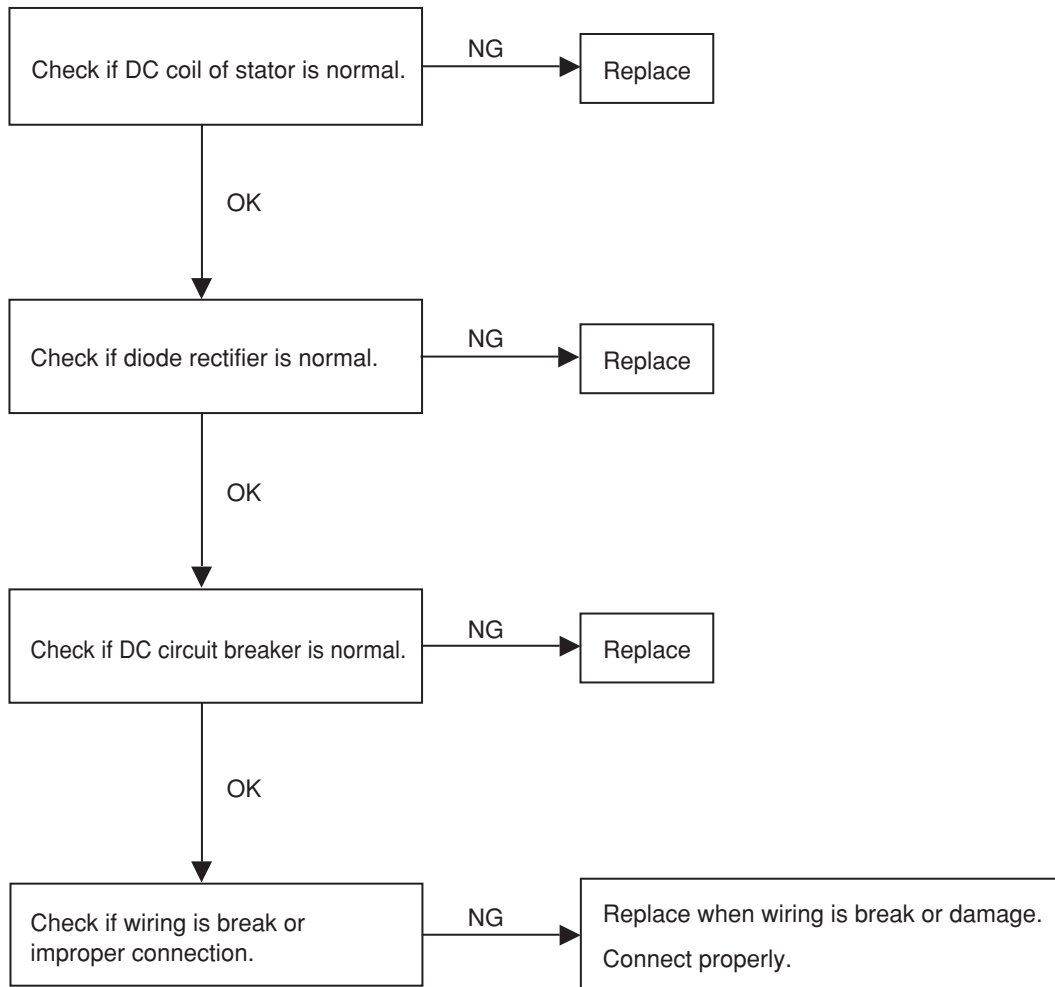 Check if DC coil of stator is normal.
NG
Replace
OK
Check if diode rectifier is normal.
NG
Replace
OK
Check if DC circuit breaker is normal.
NG
Replace
OK
Check if wiring is break or
improper connection.
NG
Replace when wiring is break or damage.
Connect properly.